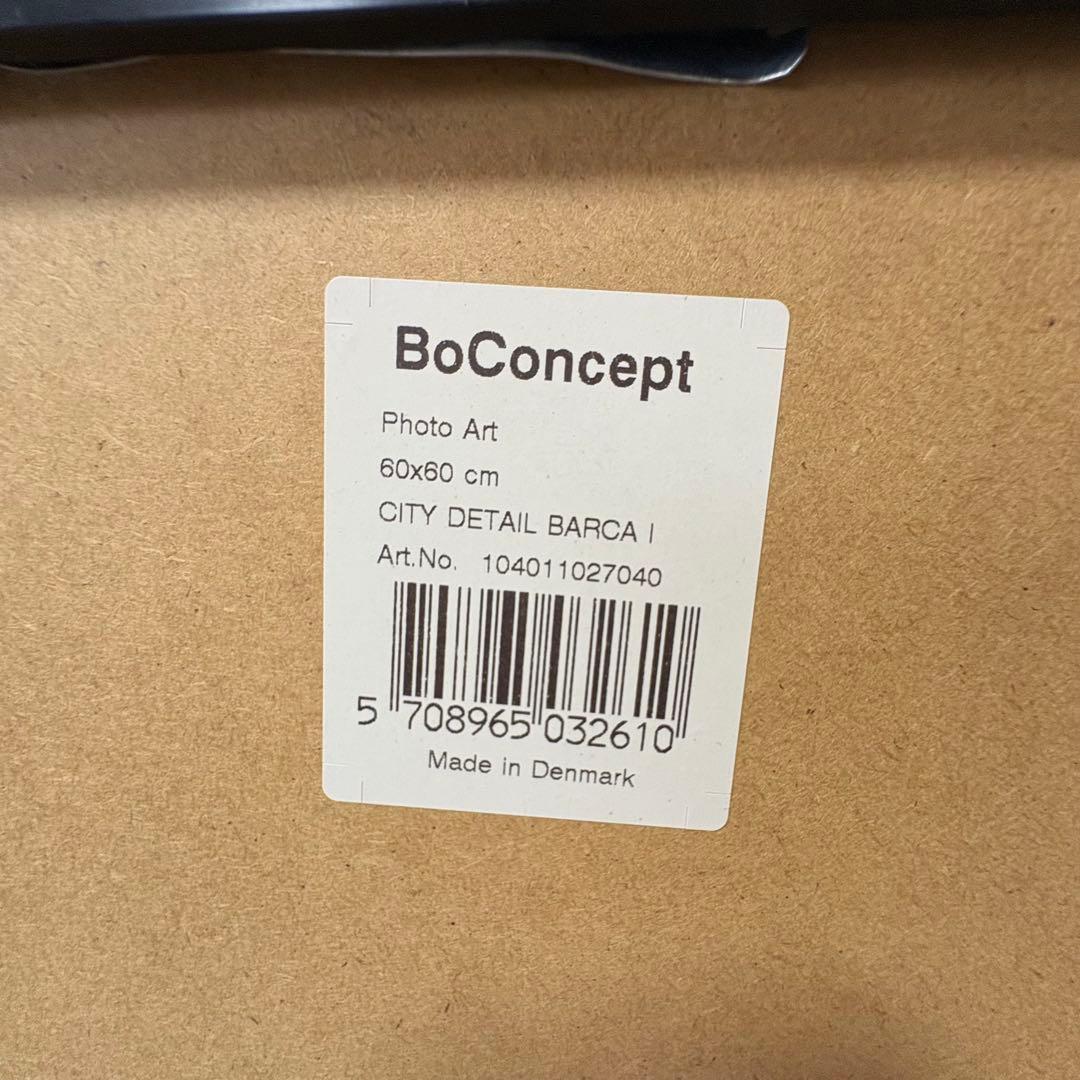 BoConcept
Photo Art
60x60 cm
CITY DETAIL BARCA I
Art.No. 104011027040
5 708965 032610
Made in Denmark